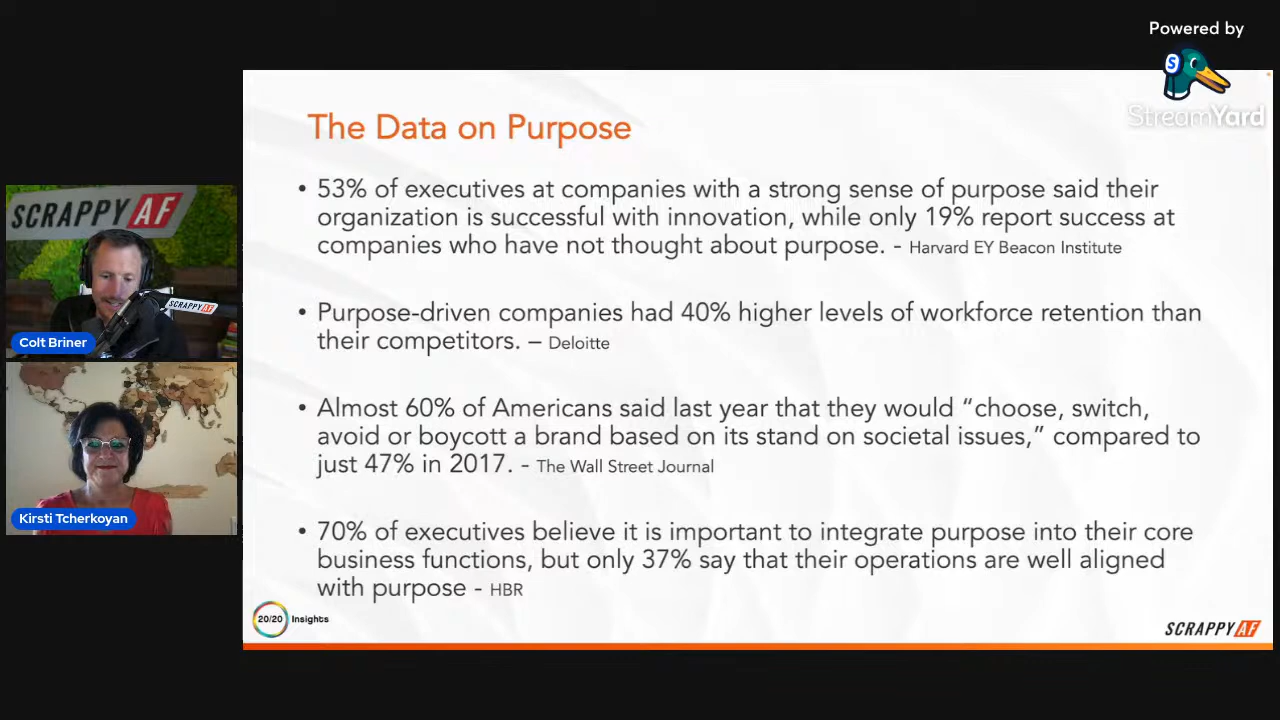 Powered by
S
StreamYard
SCRAPPY AF
SCRAPPY AF
Colt Briner
Kirsti Tcherkoyan
The Data on Purpose
• 53% of executives at companies with a strong sense of purpose said their
organization is successful with innovation, while only 19% report success at
companies who have not thought about purpose. - Harvard EY Beacon Institute
• Purpose-driven companies had 40% higher levels of workforce retention than
their competitors. – Deloitte
• Almost 60% of Americans said last year that they would “choose, switch,
avoid or boycott a brand based on its stand on societal issues,” compared to
just 47% in 2017. - The Wall Street Journal
• 70% of executives believe it is important to integrate purpose into their core
business functions, but only 37% say that their operations are well aligned
with purpose - HBR
20/20 Insights
SCRAPPY AF